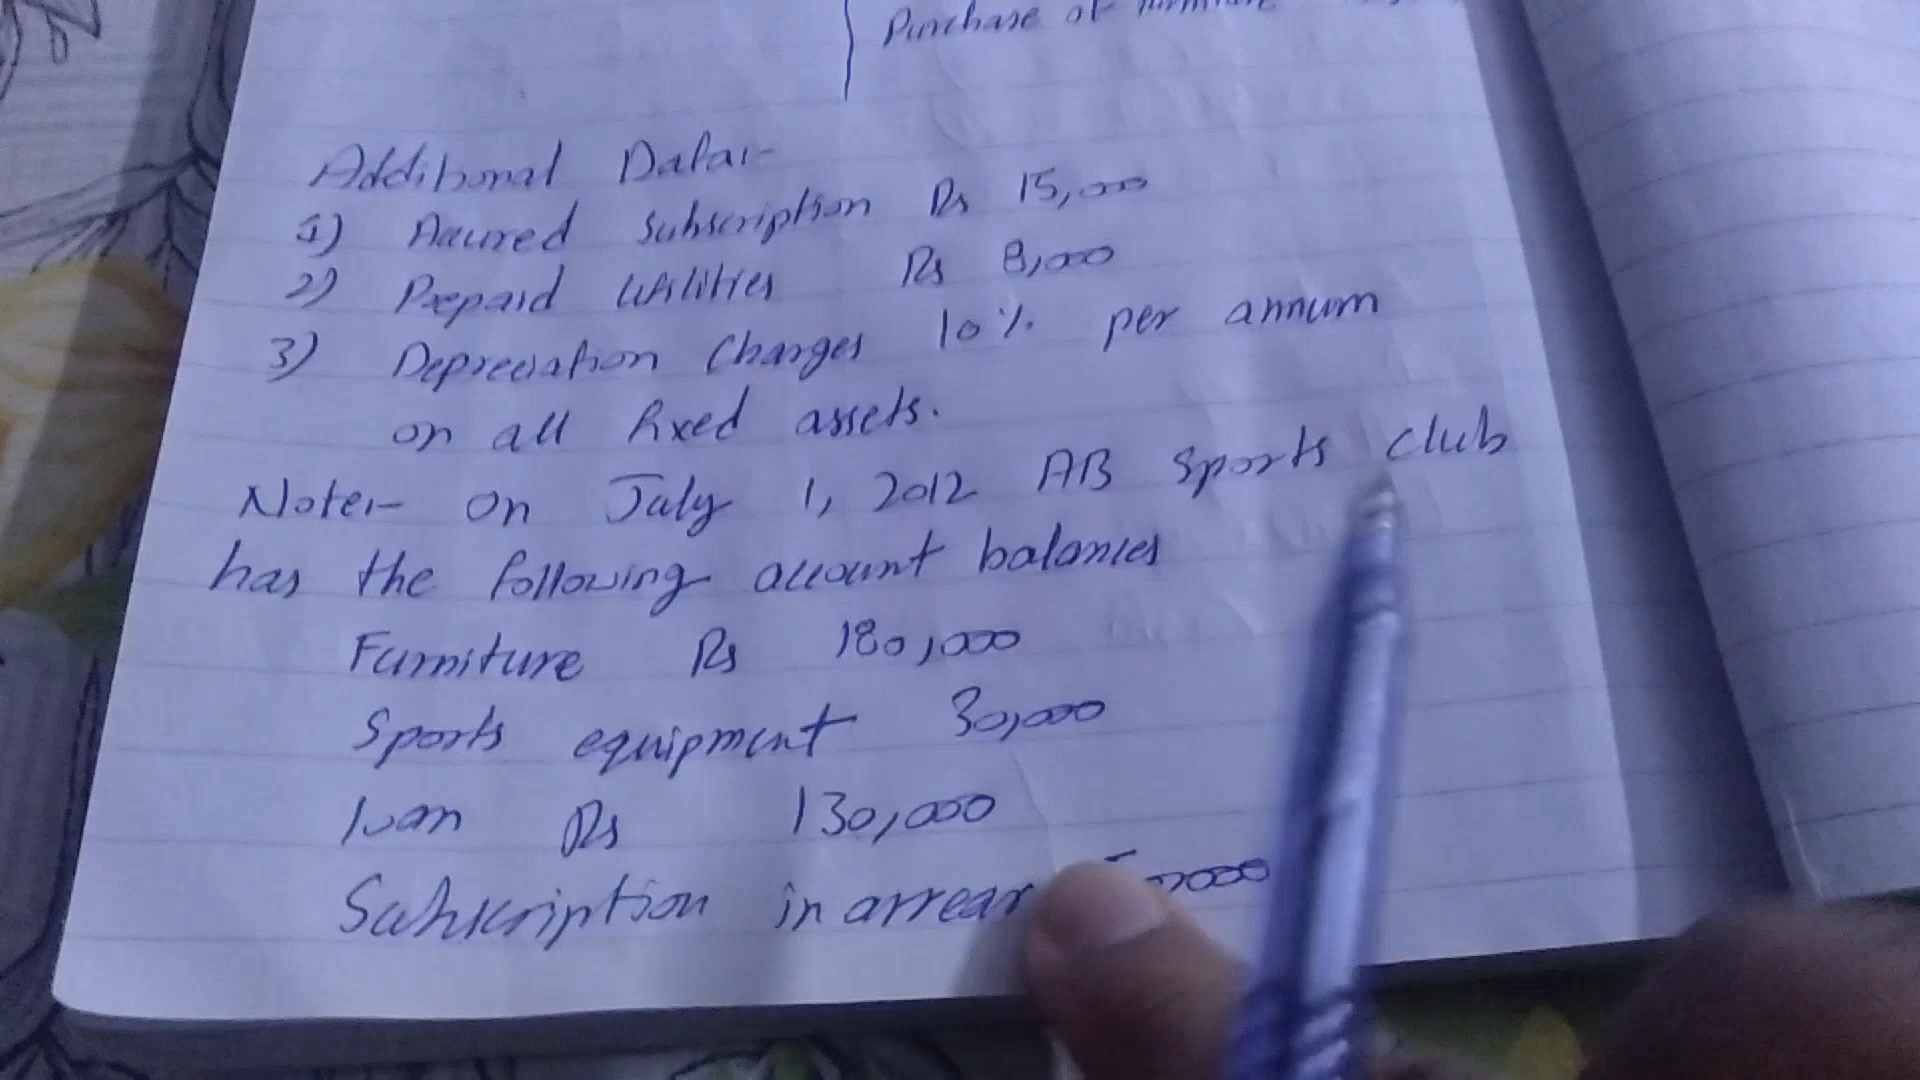 Purchase of
Additional Data:-
1) Accured Subscription Rs 15,000
2) Prepaid Utilities Rs 8,000
3) Depreciation Charges 10% per annum
on all fixed assets.
Note:- On July 1, 2012 AB Sports Club
has the following account balances
Furniture Rs 180,000
Sports equipment 30,000
loan Rs 130,000
Subscription in arrear